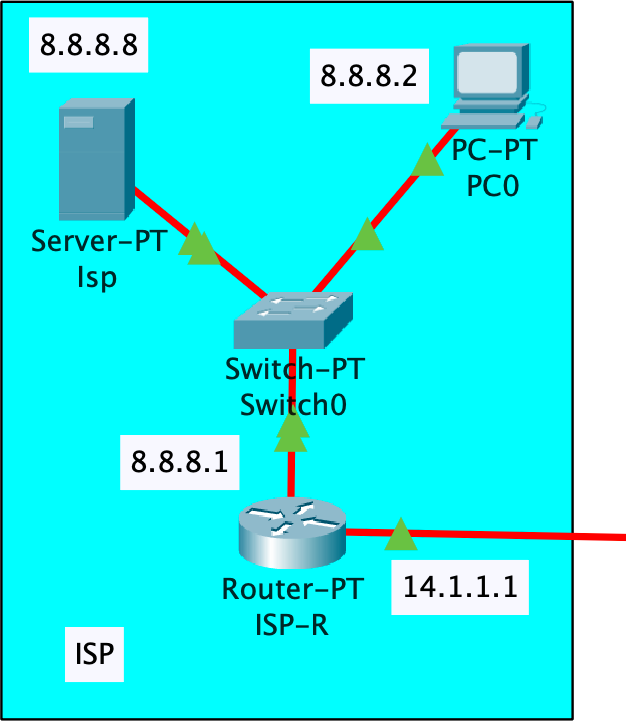 8.8.8.8
8.8.8.2
PC-PT
PC0
Server-PT
Isp
Switch-PT
Switch0
8.8.8.1
Router-PT
ISP-R
14.1.1.1
ISP